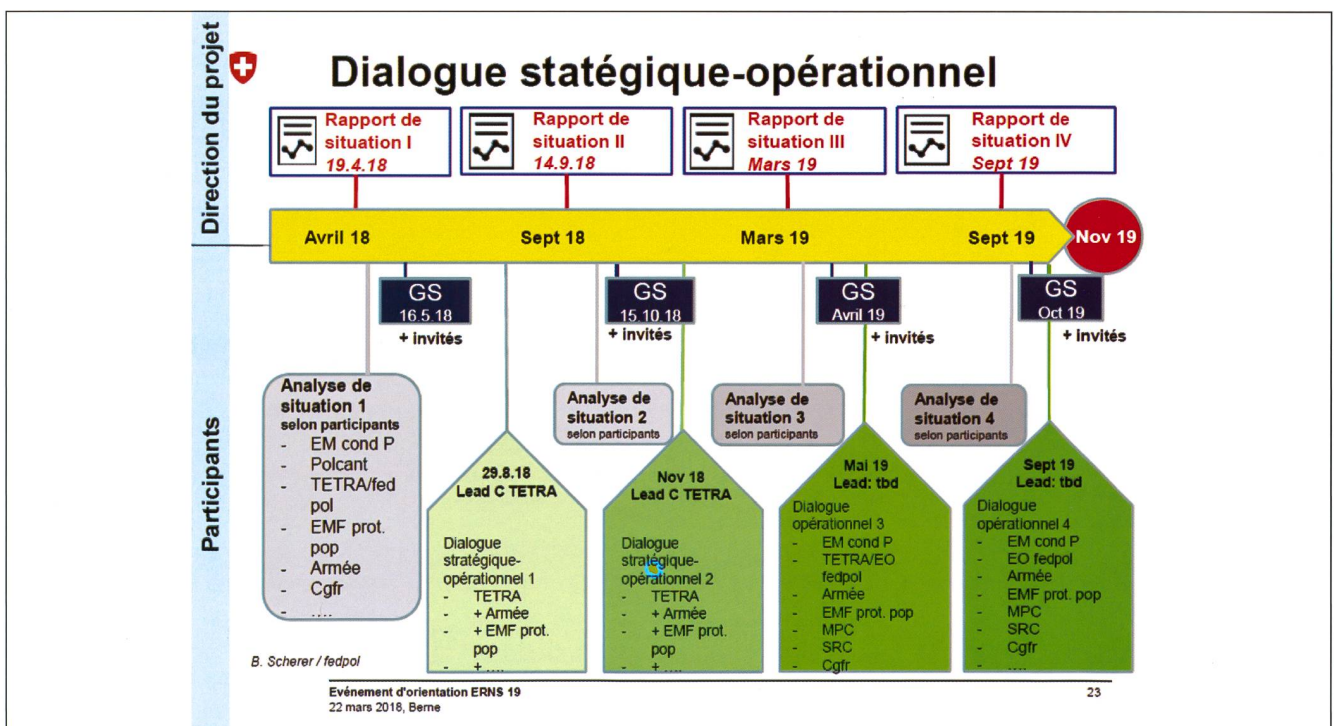 Direction du projet
Dialogue statégique-opérationnel
Rapport de
situation I
19.4.18
Rapport de
situation II
14.9.18
Rapport de
situation III
Mars 19
Rapport de
situation IV
Sept 19
Avril 18
Sept 18
Mars 19
Sept 19
Nov 19
GS
16.5.18
+ invités
GS
15.10.18
+ invités
GS
Avril 19
+ invités
GS
Oct 19
+ invités
Participants
Analyse de
situation 1
selon participants
- EM cond P
- Polcant
- TETRA/fed
pol
- EMF prot.
pop
- Armée
- Cgfr
- ....
Analyse de
situation 2
selon participants
Analyse de
situation 3
selon participants
Analyse de
situation 4
selon participants
29.8.18
Lead C TETRA
Dialogue
stratégique-
opérationnel 1
- TETRA
- + Armée
- + EMF prot.
pop
- + ....
Nov 18
Lead C TETRA
Dialogue
stratégique-
opérationnel 2
- TETRA
- + Armée
- + EMF prot.
pop
- + ....
Mai 19
Lead: tbd
Dialogue
opérationnel 3
- EM cond P
- TETRA/EO
fedpol
- Armée
- EMF prot. pop
- MPC
- SRC
- Cgfr
Sept 19
Lead: tbd
Dialogue
opérationnel 4
- EM cond P
- EO fedpol
- Armée
- EMF prot. pop
- MPC
- SRC
- Cgfr
- ....
B. Scherer / fedpol
Evénement d'orientation ERNS 19
22 mars 2018, Berne
23